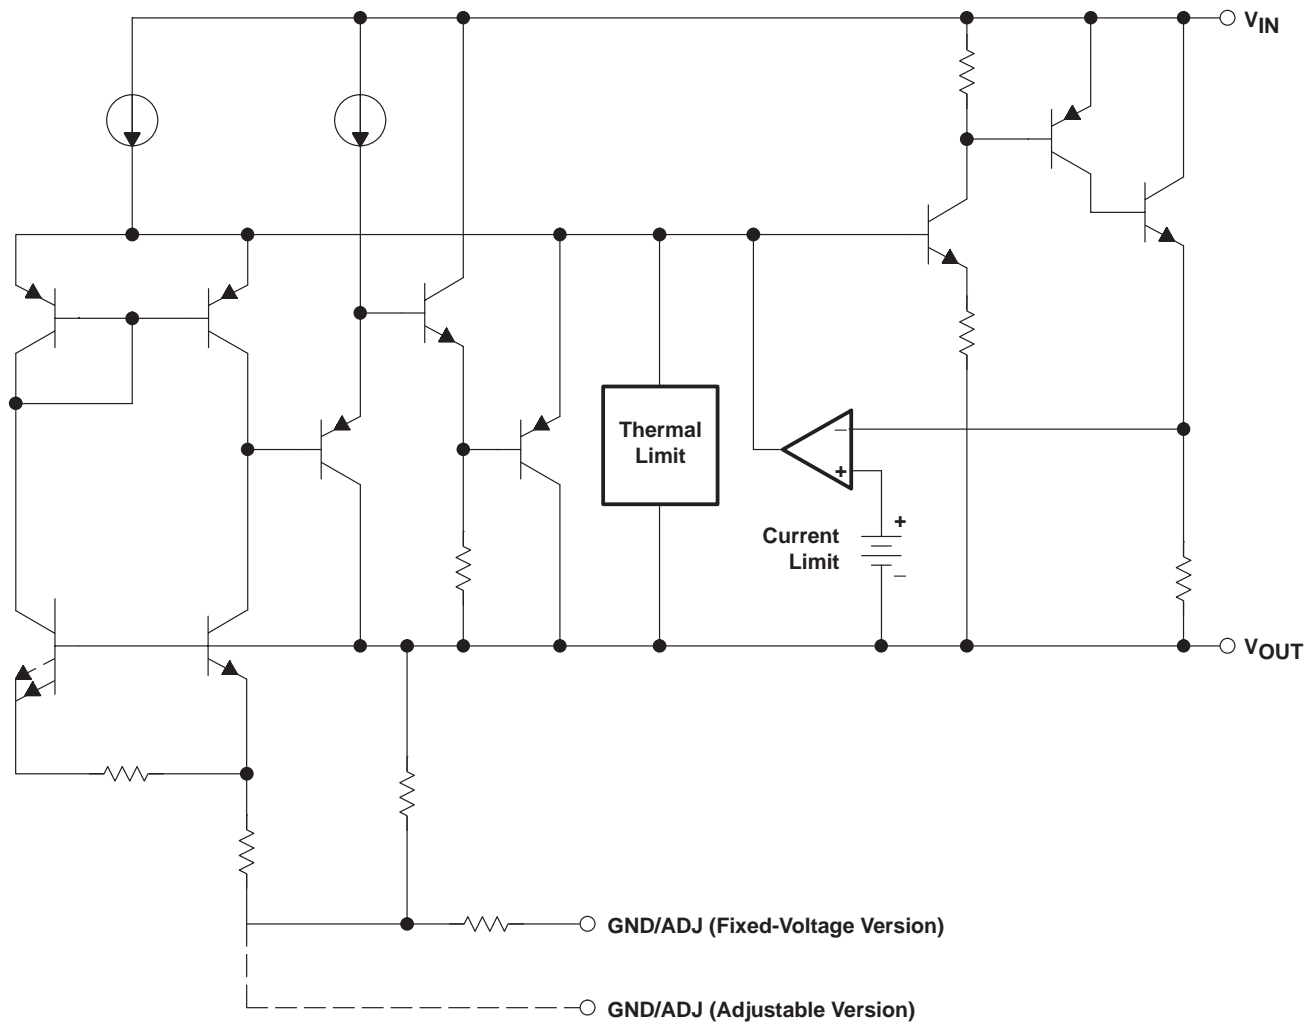 VIN
Thermal
Limit
−
+
Current
Limit
+
−
VOUT
GND/ADJ (Fixed-Voltage Version)
GND/ADJ (Adjustable Version)